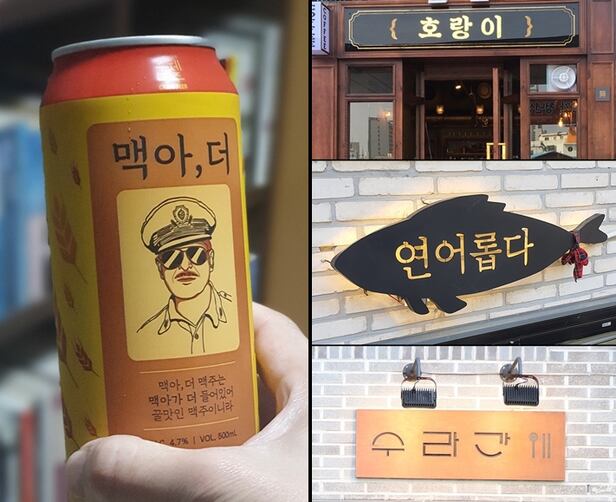 맥아,더
맥아,더 맥주는
맥아가 더 들어있어
꿀맛인 맥주이니라
4.7% | VOL. 500mL
COFFEE
{ 호랑이 }
연어롭다
수라간